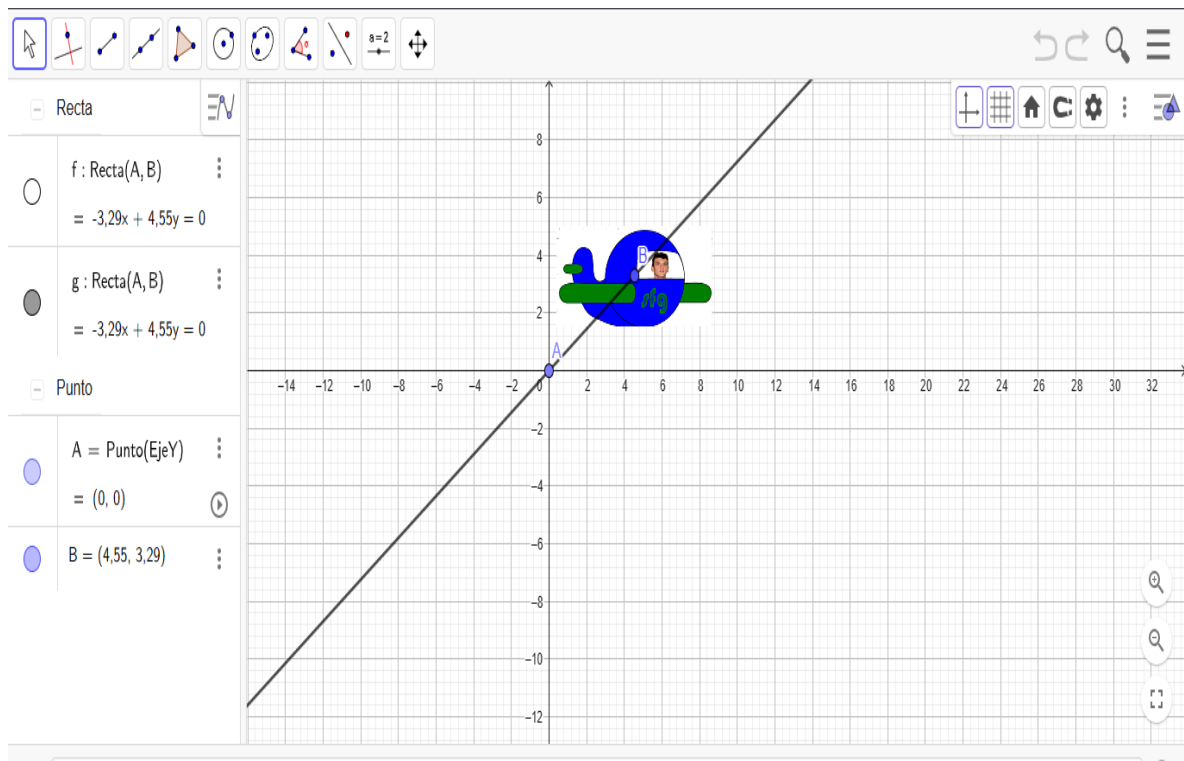 a=2
Recta
f : Recta(A, B)
= -3,29x + 4,55y = 0
g : Recta(A, B)
= -3,29x + 4,55y = 0
Punto
A = Punto(EjeY)
= (0, 0)
B = (4,55, 3,29)
8
6
4
2
0
−2
−4
−6
−8
−10
−12
−14 −12 −10 −8 −6 −4 −2 0 2 4 6 8 10 12 14 16 18 20 22 24 26 28 30 32
A
B
sfg